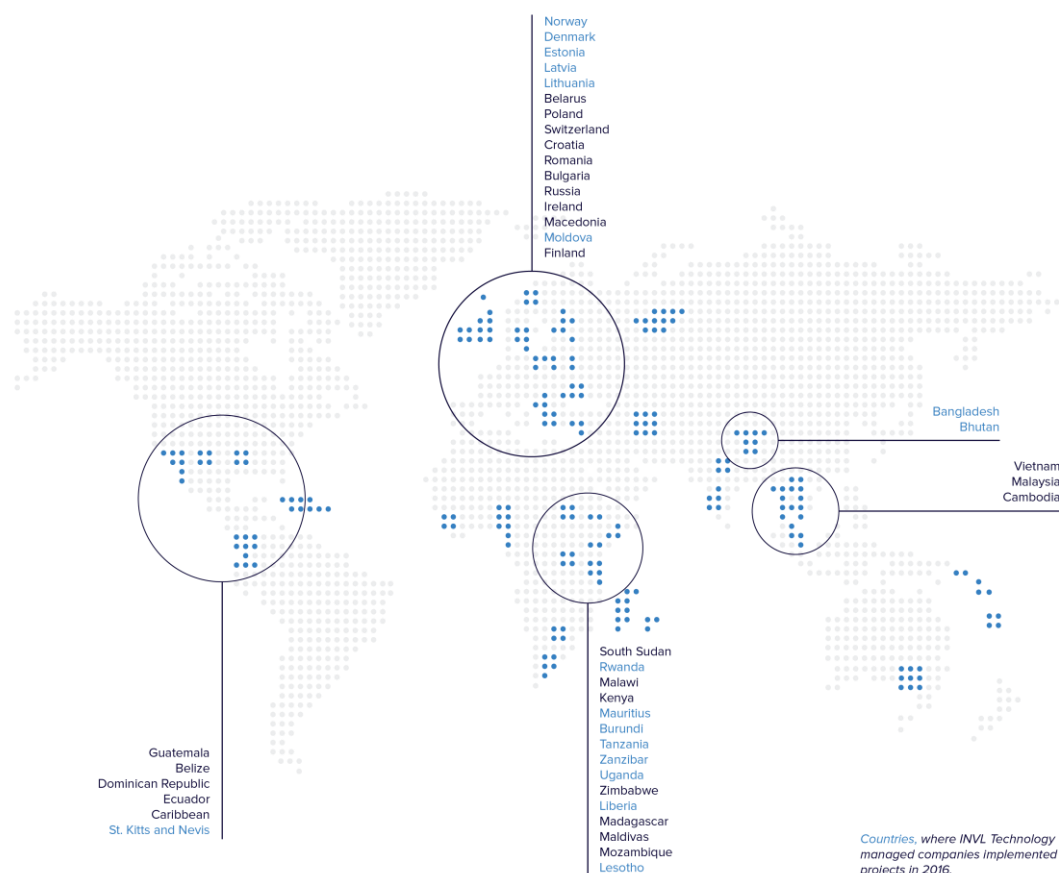 Norway
Denmark
Estonia
Latvia
Lithuania
Belarus
Poland
Switzerland
Croatia
Romania
Bulgaria
Russia
Ireland
Macedonia
Moldova
Finland
Bangladesh
Bhutan
Vietnam
Malaysia
Cambodia
South Sudan
Rwanda
Malawi
Kenya
Mauritius
Burundi
Tanzania
Zanzibar
Uganda
Zimbabwe
Liberia
Madagascar
Maldivas
Mozambique
Lesotho
Guatemala
Belize
Dominican Republic
Ecuador
Caribbean
St. Kitts and Nevis
Countries, where INVL Technology
managed companies implemented
projects in 2016.